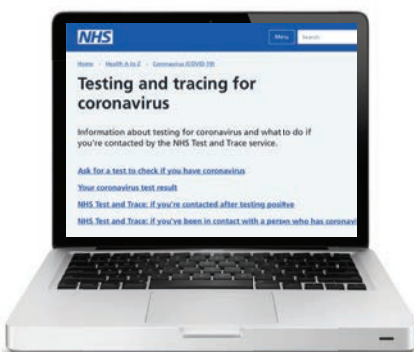 NHS
Menu Search
Home Health A to Z Coronavirus (COVID-19)
Testing and tracing for
coronavirus
Information about testing for coronavirus and what to do if
you're contacted by the NHS Test and Trace service.
Ask for a test to check if you have coronavirus
Your coronavirus test result
NHS Test and Trace: if you're contacted after testing positive
NHS Test and Trace: if you've been in contact with a person who has coronavi